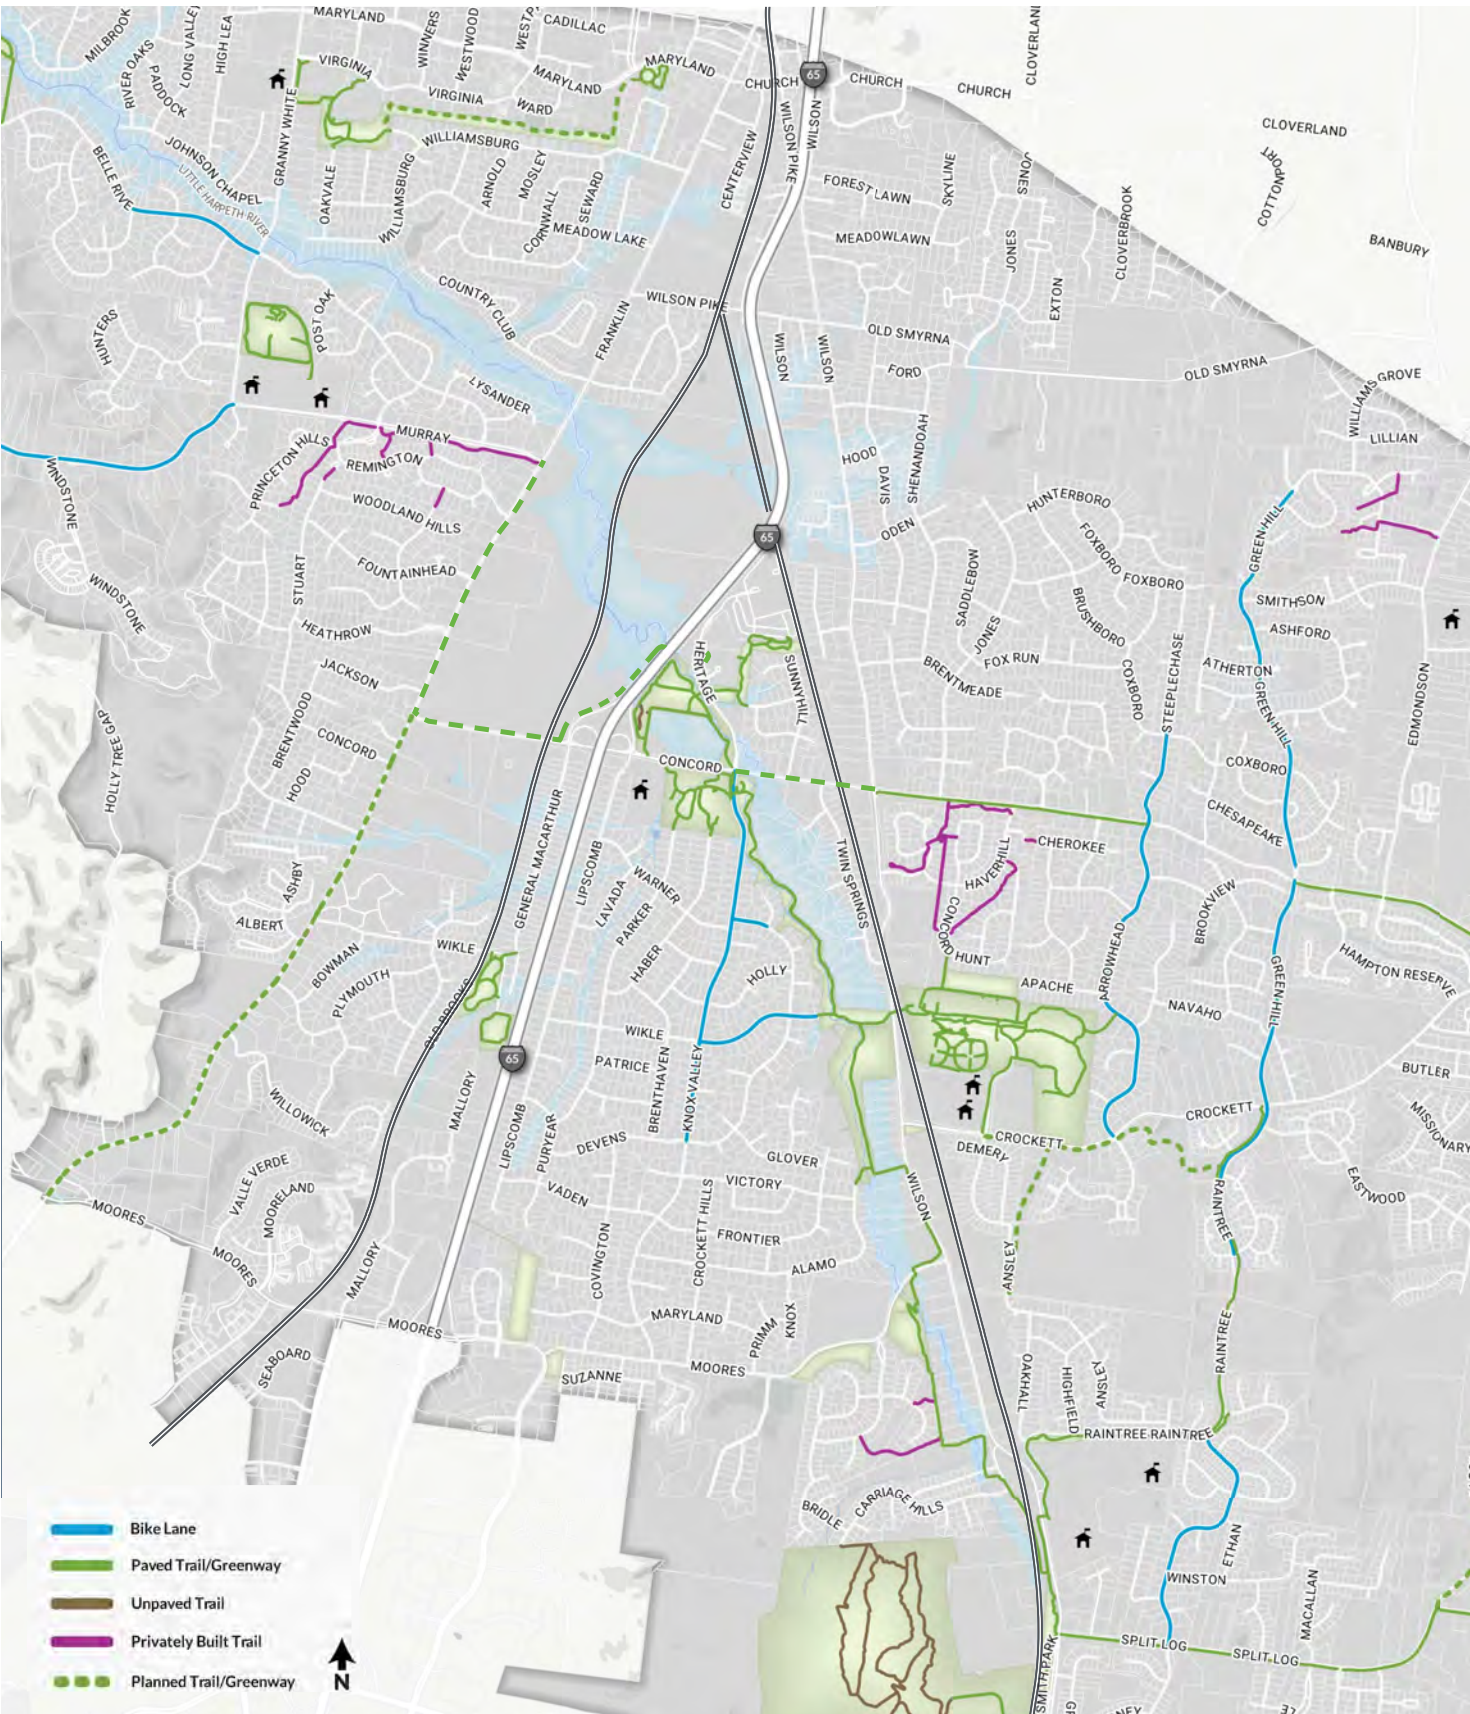 MARYLAND
CADILLAC
MILBROOK
LONG VALLEY
HIGH LEA
WINNERS
WESTWOOD
RIVER OAKS
PADDOCK
VIRGINIA
MARYLAND
MARYLAND
CHURCH
65
CHURCH
CHURCH
VIRGINIA
WARD
WILSON PIKE
WILSON
GRANNY WHITE
WILLIAMSBURG
CLOVERLAND
COTTONPORT
BELLE RIVE
JOHNSON CHAPEL
LITTLE HARPETH RIVER
OAKVALE
WILLIAMSBURG
ARNOLD
MOSLEY
CORNWALL
SEWARD
CENTERVIEW
FOREST LAWN
SKYLINE
JONES
CLOVERBROOK
MEADOW LAKE
MEADOWLAWN
JONES
BANBURY
COUNTRY CLUB
FRANKLIN
WILSON PIKE
EXTON
HUNTERS
POST OAK
OLD SMYRNA
WILSON
WILSON
FORD
OLD SMYRNA
WILLIAMS GROVE
LYSANDER
LILLIAN
MURRAY
PRINCETON HILLS
REMINGTON
HOOD
DAVIS
SHENANDOAH
WINDSTONE
WOODLAND HILLS
HUNTERBORO
GREEN HILL
ODEN
65
FOXBORO
FOXBORO
STUART
FOUNTAINHEAD
SADDLEBOW
WINDSTONE
BRUSHBORO
SMITHSON
ASHFORD
HEATHROW
JONES
FOX RUN
BRENTMEADE
STEEPLECHASE
ATHERTON
JACKSON
HERITAGE
SUNNYHILL
COXBORO
GREEN HILL
EDMONDSON
HOLLY TREE GAP
BRENTWOOD
CONCORD
HOOD
CONCORD
COXBORO
CHESAPEAKE
GENERAL MACARTHUR
LIPSCOMB
TWIN SPRINGS
CHEROKEE
HAVERHILL
ASHBY
WARNER
LAVADA
PARKER
BROOKVIEW
ALBERT
CONCORD HUNT
BOWMAN
WIKLE
HABER
HOLLY
ARROWHEAD
APACHE
GREEN HILL
HAMPTON RESERVE
PLYMOUTH
OLD BROOKS
NAVAHO
65
WIKLE
PATRICE
BRENTHAVEN
KNOX VALLEY
BUTLER
MALLORY
WILLOWICK
LIPSCOMB
PURYEAR
DEVENS
CROCKETT
CROCKETT
DEMERY
MISSIONARY
GLOVER
VALLE VERDE
MOORELAND
MOORES
VADEN
VICTORY
WILSON
RAINTREE
EASTWOOD
CROCKETT HILLS
FRONTIER
ANSLEY
MOORES
MALLORY
COVINGTON
ALAMO
MARYLAND
PRIMM
KNOX
MOORES
RAINTREE
SEABOARD
SUZANNE
MOORES
OAKHALL
HIGHFIELD
ANSLEY
RAINTREE RAINTREE
BRIDLE
CARRIAGE HILLS
ETHAN
WINSTON
MACALLAN
SPLIT LOG
SPLIT LOG
SMITH PARK
Bike Lane
Paved Trail/Greenway
Unpaved Trail
Privately Built Trail
Planned Trail/Greenway
N